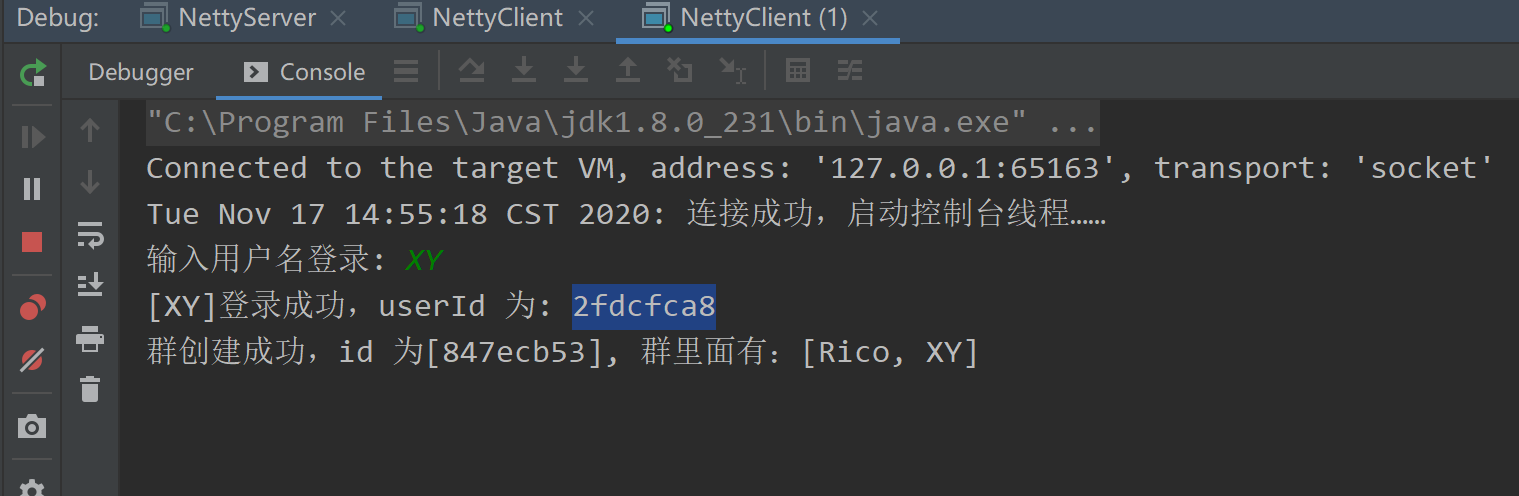 Debug: NettyServer NettyClient NettyClient (1)
Debugger Console
"C:\Program Files\Java\jdk1.8.0_231\bin\java.exe" ...
Connected to the target VM, address: '127.0.0.1:65163', transport: 'socket'
Tue Nov 17 14:55:18 CST 2020: 连接成功，启动控制台线程……
输入用户名登录: XY
[XY]登录成功，userId 为: 2fdcfca8
群创建成功，id 为[847ecb53], 群里面有：[Rico, XY]